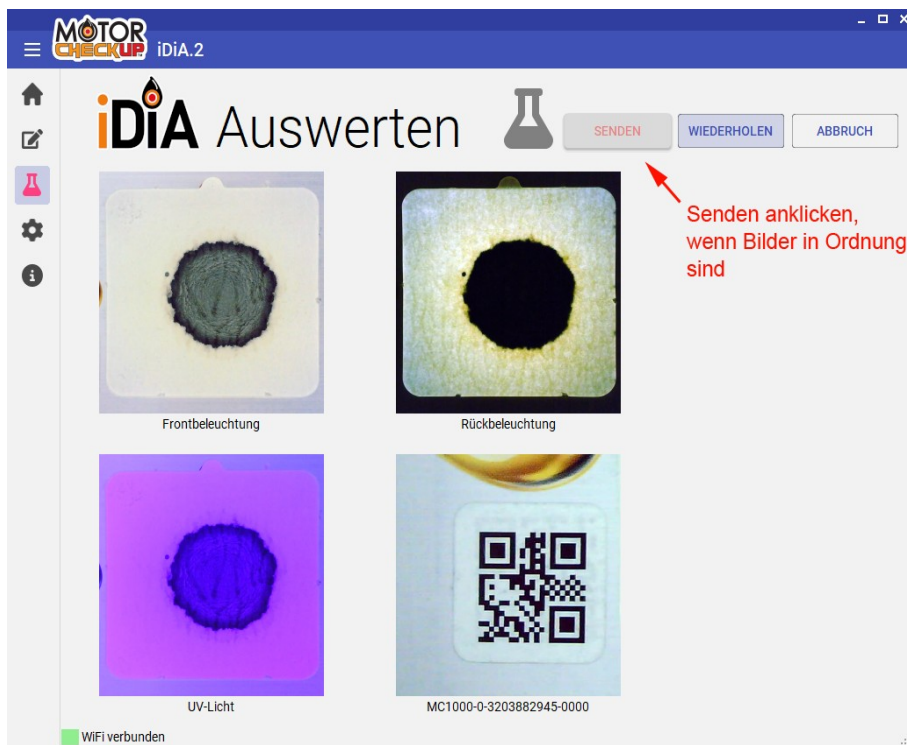 MOTOR
CHECKUP
iDiA.2
iDiA Auswerten
SENDEN
WIEDERHOLEN
ABBRUCH
Senden anklicken,
wenn Bilder in Ordnung
sind
Frontbeleuchtung
Rückbeleuchtung
UV-Licht
MC1000-0-3203882945-0000
WiFi verbunden